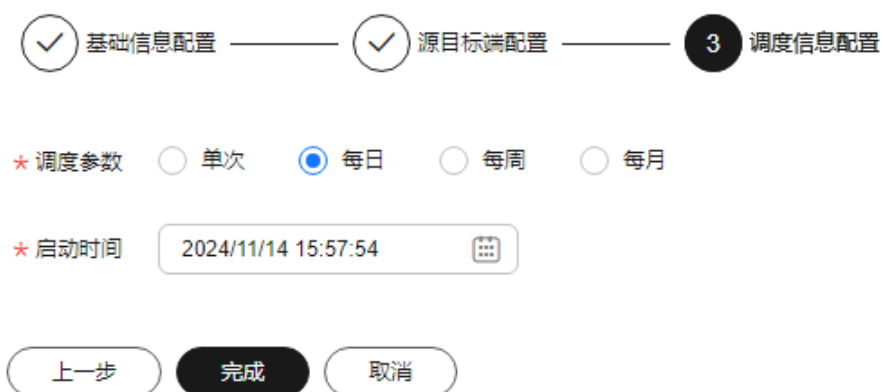 基础信息配置 源目标端配置 3 调度信息配置
* 调度参数 单次 每日 每周 每月
* 启动时间 2024/11/14 15:57:54
上一步 完成 取消